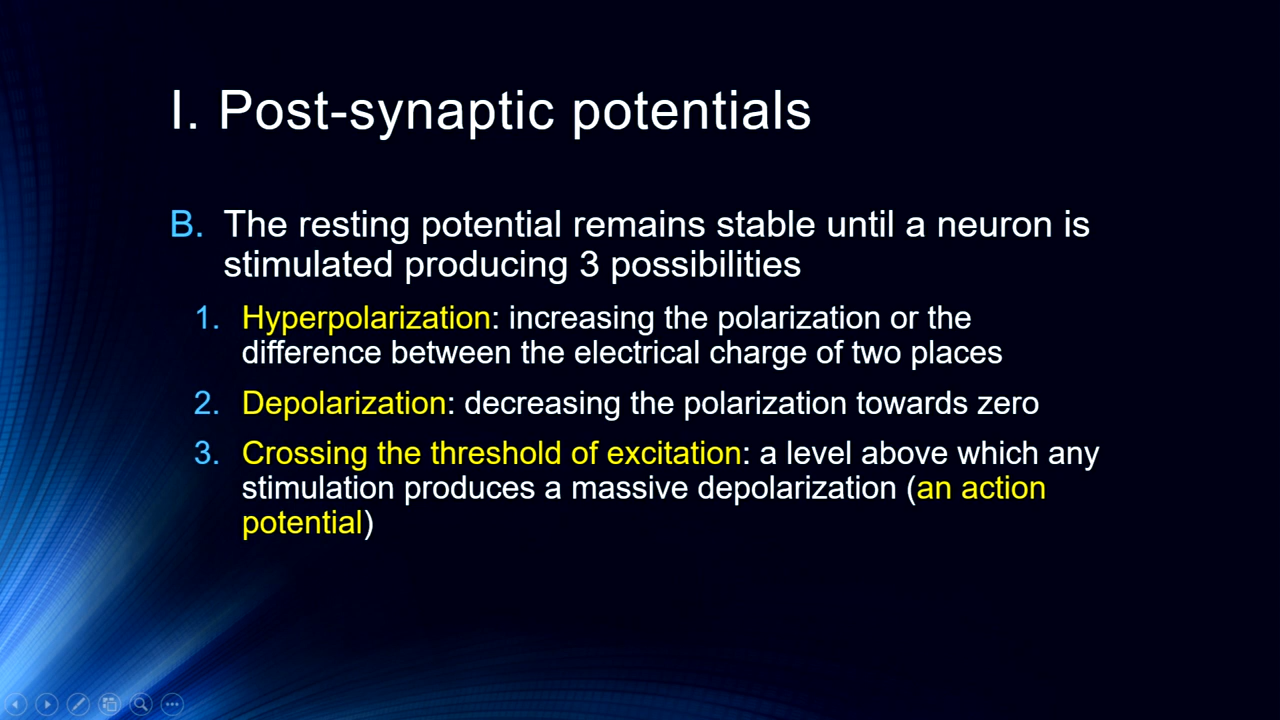 I. Post-synaptic potentials
B. The resting potential remains stable until a neuron is
stimulated producing 3 possibilities
1. Hyperpolarization: increasing the polarization or the
difference between the electrical charge of two places
2. Depolarization: decreasing the polarization towards zero
3. Crossing the threshold of excitation: a level above which any
stimulation produces a massive depolarization (an action
potential)